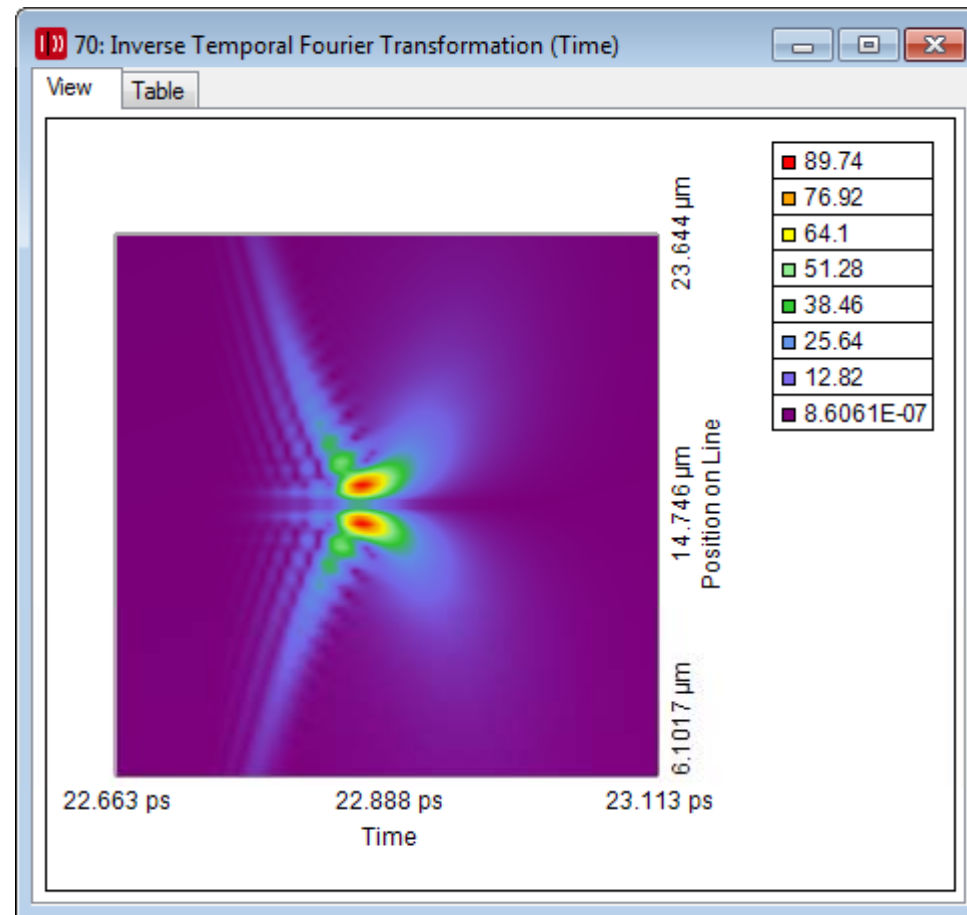 70: Inverse Temporal Fourier Transformation (Time)
View
Table
89.74
76.92
64.1
51.28
38.46
25.64
12.82
8.6061E-07
23.644 µm
14.746 µm
Position on Line
6.1017 µm
22.663 ps
22.888 ps
23.113 ps
Time